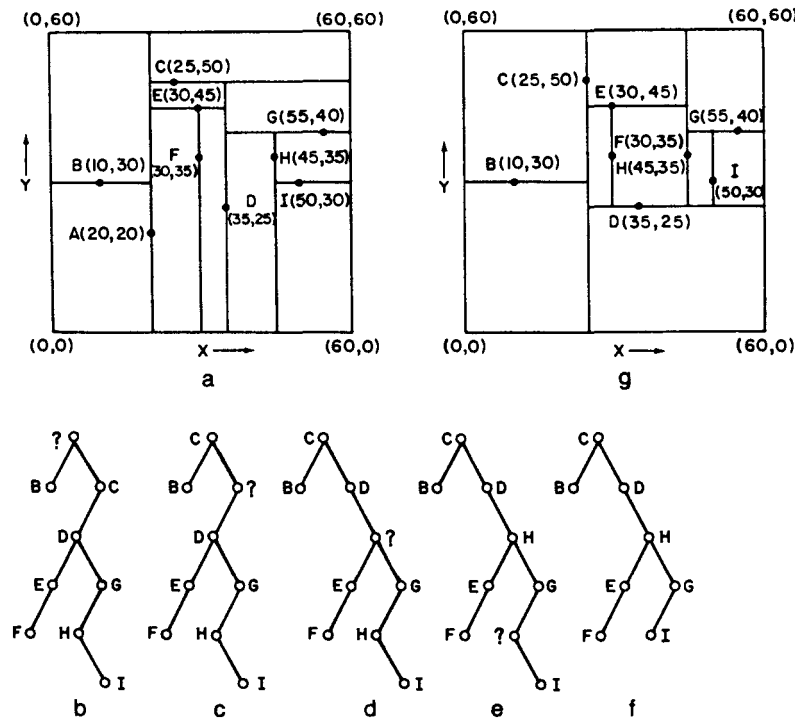 (0,60) (60,60) (0,60) (60,60)
C(25,50)
C(25,50)
E(30,45)
E(30,45)
G(55,40)
G(55,40)
F
(30,35)
H(45,35)
F(30,35)
H(45,35)
B(10,30)
B(10,30)
I
(50,30)
Y
D
(35,25)
I(50,30)
Y
A(20,20)
D(35,25)
(0,0) X (60,0) (0,0) X (60,0)
a g
? C C C C
B C B ? B D B D B D
D D ? H H
E G E G E G E G E G
F H F H F H F ? F I
I I I I
b c d e f